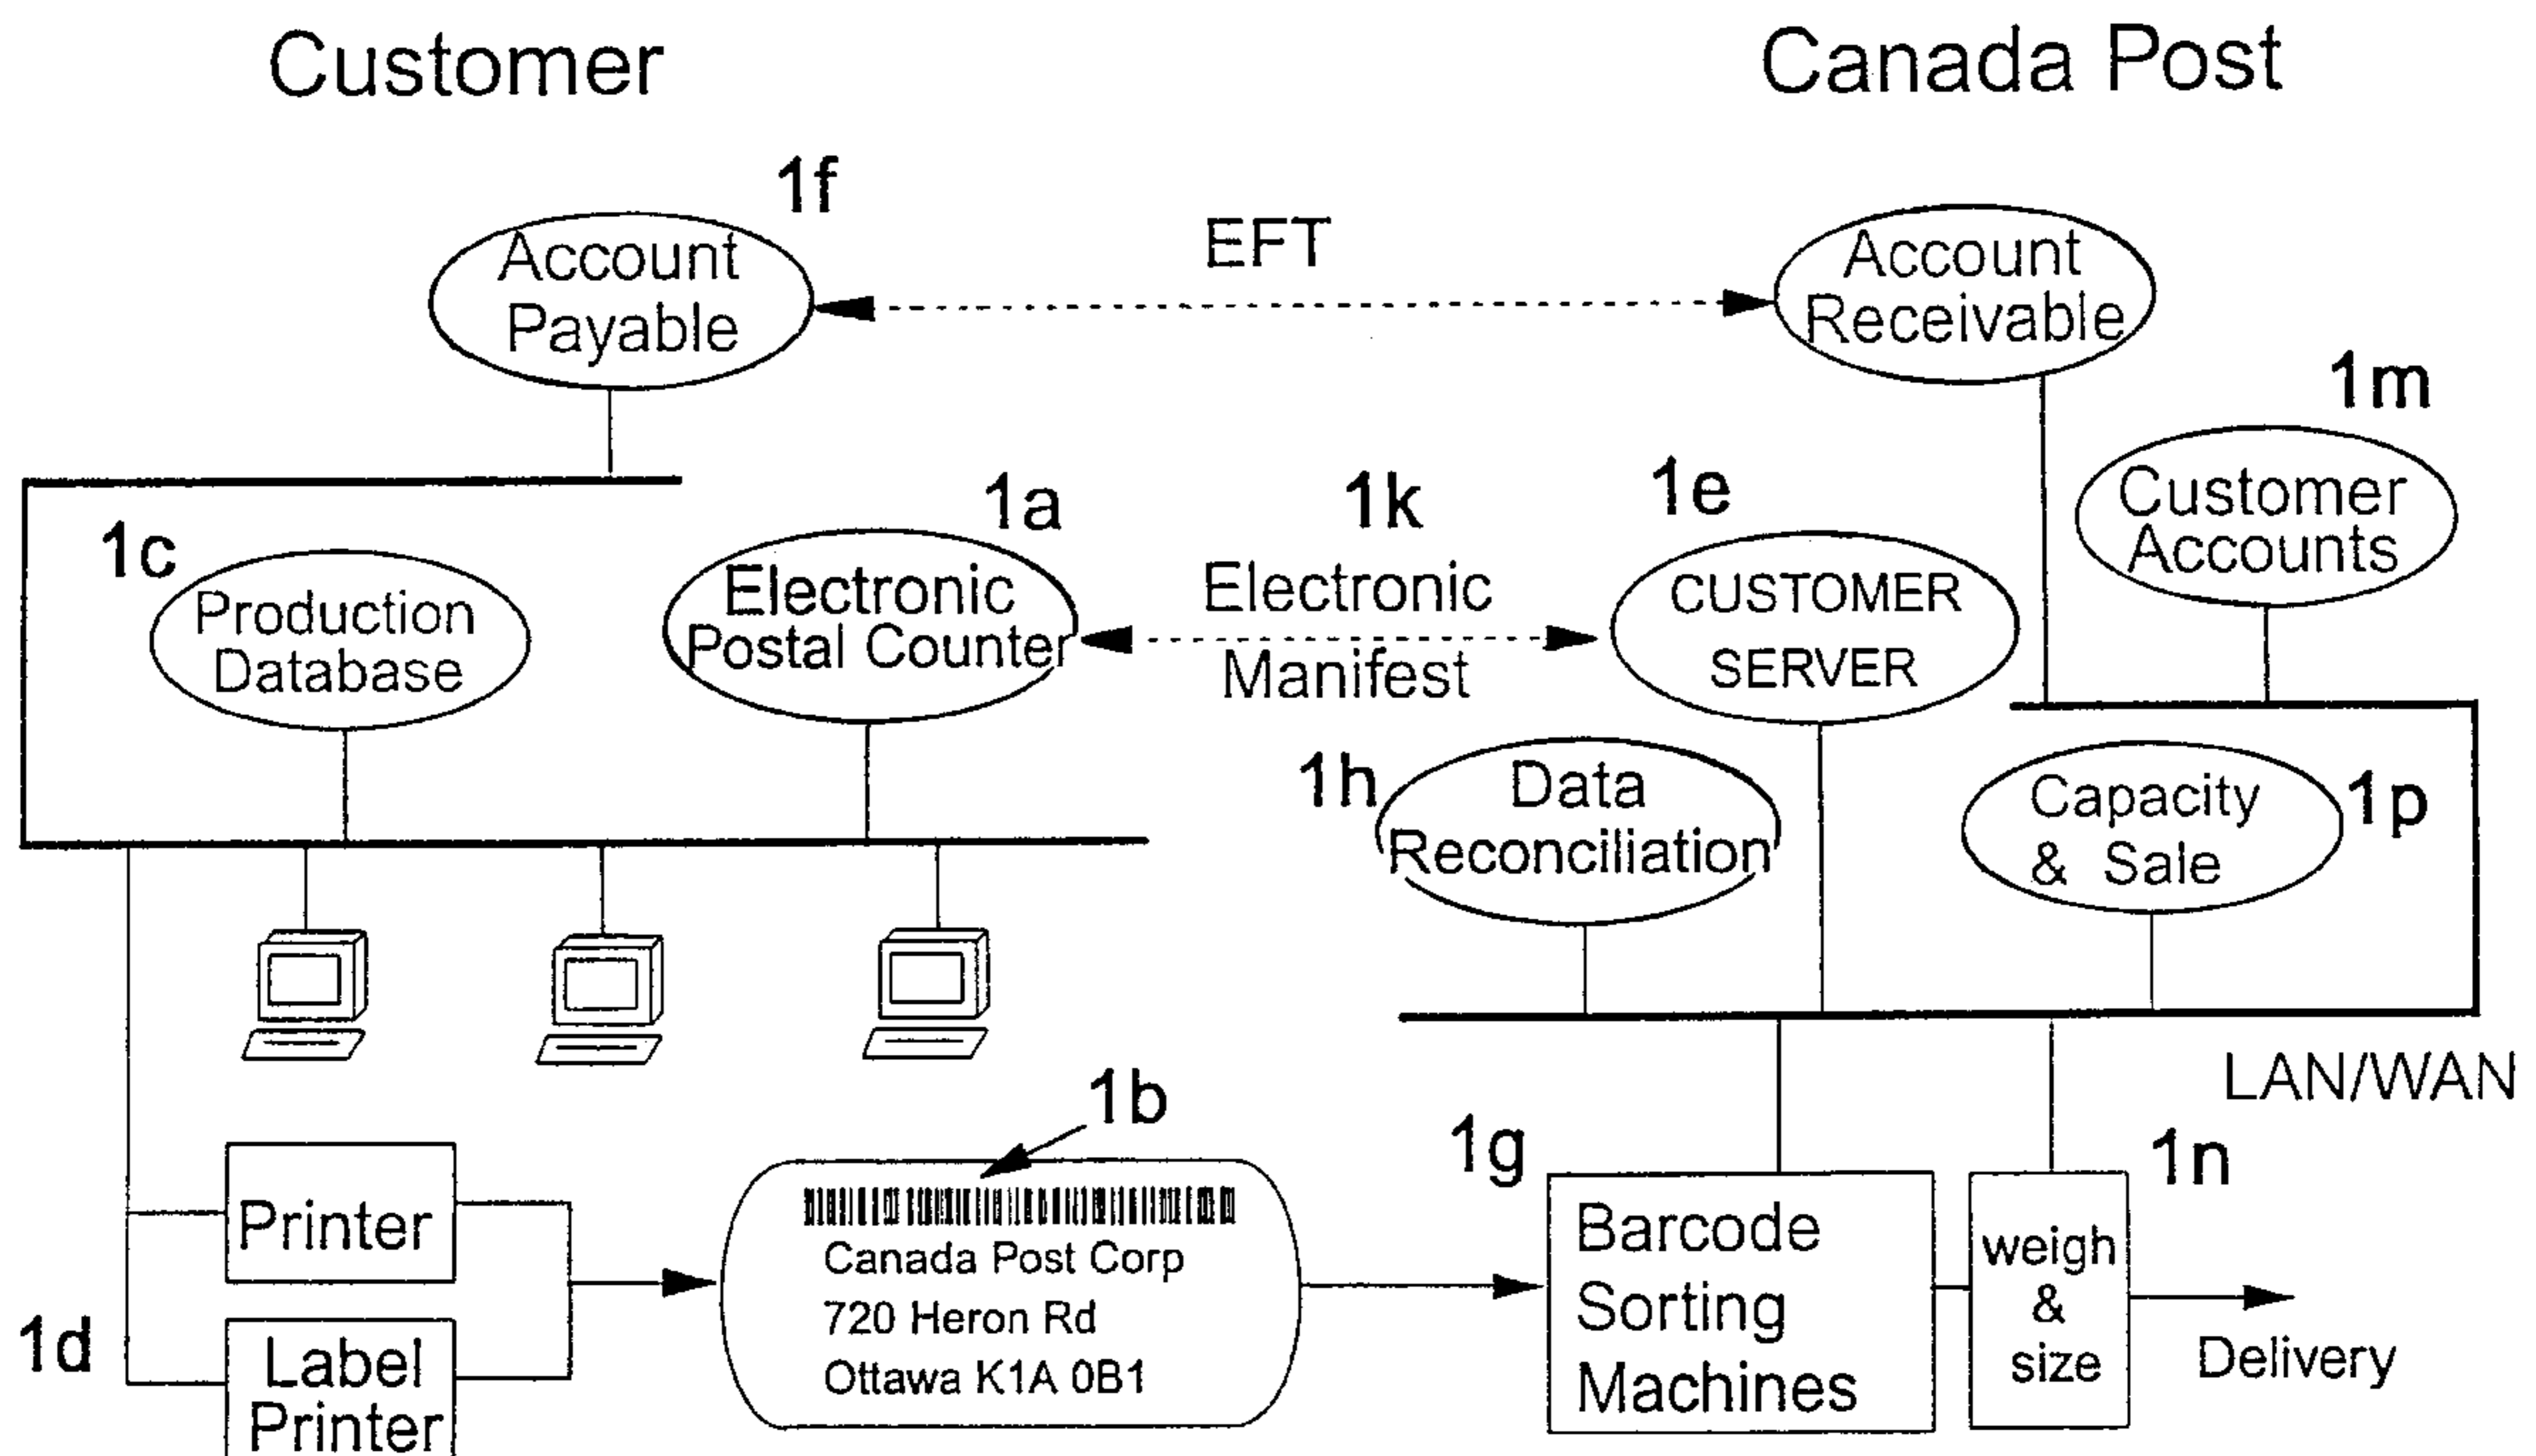 Customer
Canada Post
1f
Account
Payable
EFT
Account
Receivable
1m
Customer
Accounts
1c
Production
Database
1a
Electronic
Postal Counter
1k
Electronic
Manifest
1e
CUSTOMER
SERVER
1h
Data
Reconciliation
Capacity
& Sale
1p
LAN/WAN
1b
1d
Printer
Label
Printer
Canada Post Corp
720 Heron Rd
Ottawa K1A 0B1
1g
Barcode
Sorting
Machines
1n
weigh
&
size
Delivery